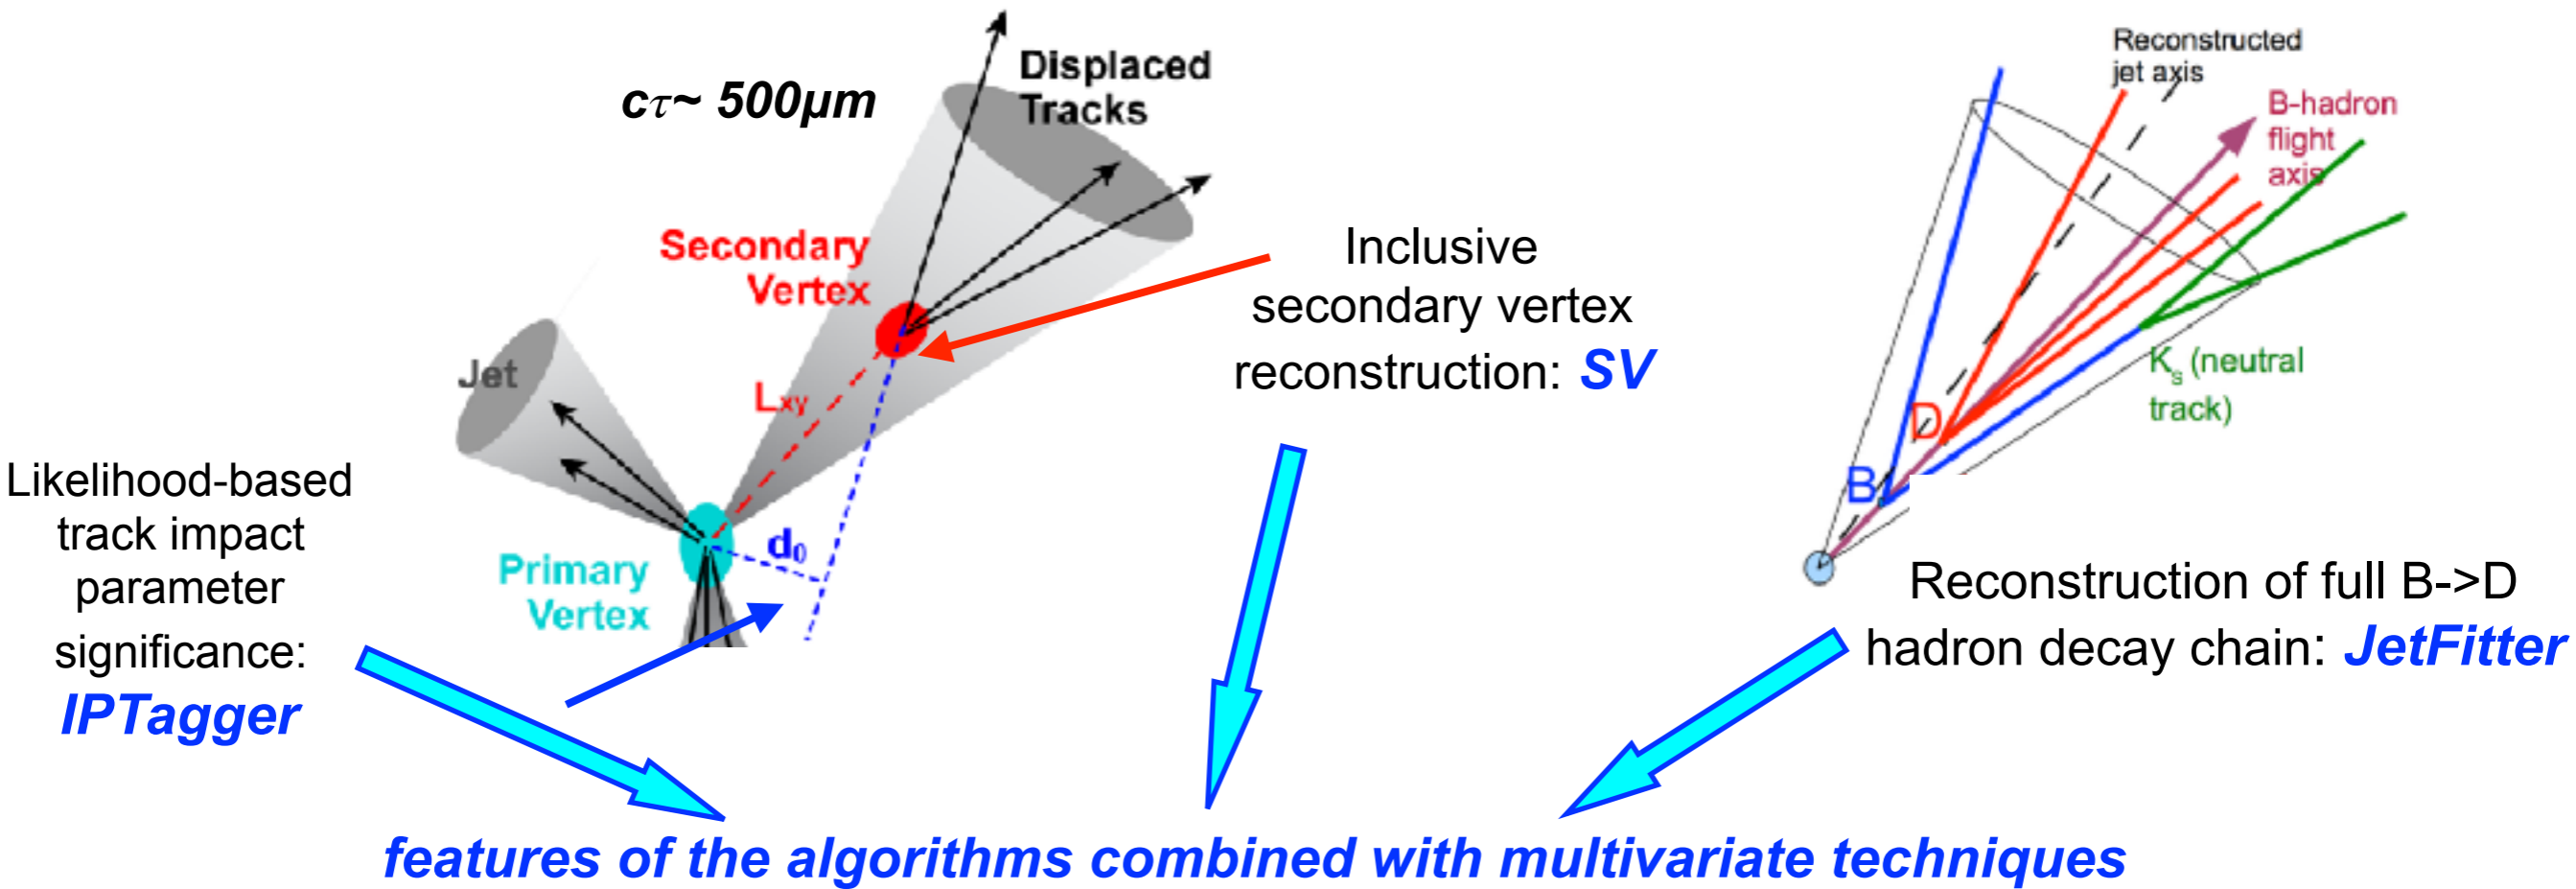 cτ~ 500μm
Displaced
Tracks
Secondary
Vertex
Jet
Lxy
d0
Primary
Vertex
Likelihood-based
track impact
parameter
significance:
IPTagger
Inclusive
secondary vertex
reconstruction: SV
Reconstructed
jet axis
B-hadron
flight
axis
Ks (neutral
track)
D
B
Reconstruction of full B->D
hadron decay chain: JetFitter
features of the algorithms combined with multivariate techniques